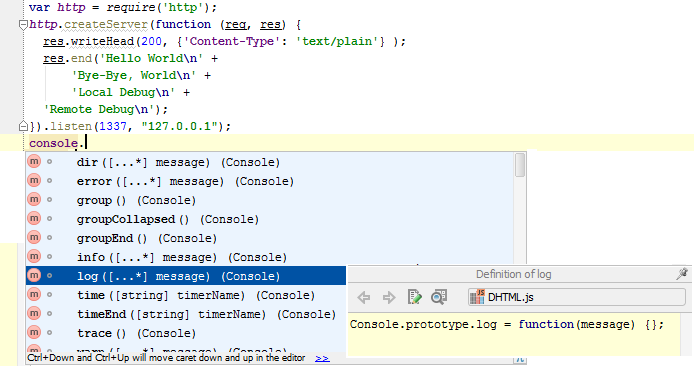 var http = require('http');
http.createServer(function (req, res) {
res.writeHead(200, {'Content-Type': 'text/plain'} );
res.end('Hello World\n' +
'Bye-Bye, World\n' +
'Local Debug\n' +
'Remote Debug\n');
}).listen(1337, "127.0.0.1");
console.
m dir([...*] message) (Console)
m error([...*] message) (Console)
m group() (Console)
m groupCollapsed() (Console)
m groupEnd() (Console)
m info([...*] message) (Console)
m log([...*] message) (Console)
m time([string] timerName) (Console)
m timeEnd([string] timerName) (Console)
m trace() (Console)
m warn([...*] message) (Console)
Ctrl+Down and Ctrl+Up will move caret down and up in the editor >>
Definition of log
JS DHTML.js
Console.prototype.log = function(message) {};